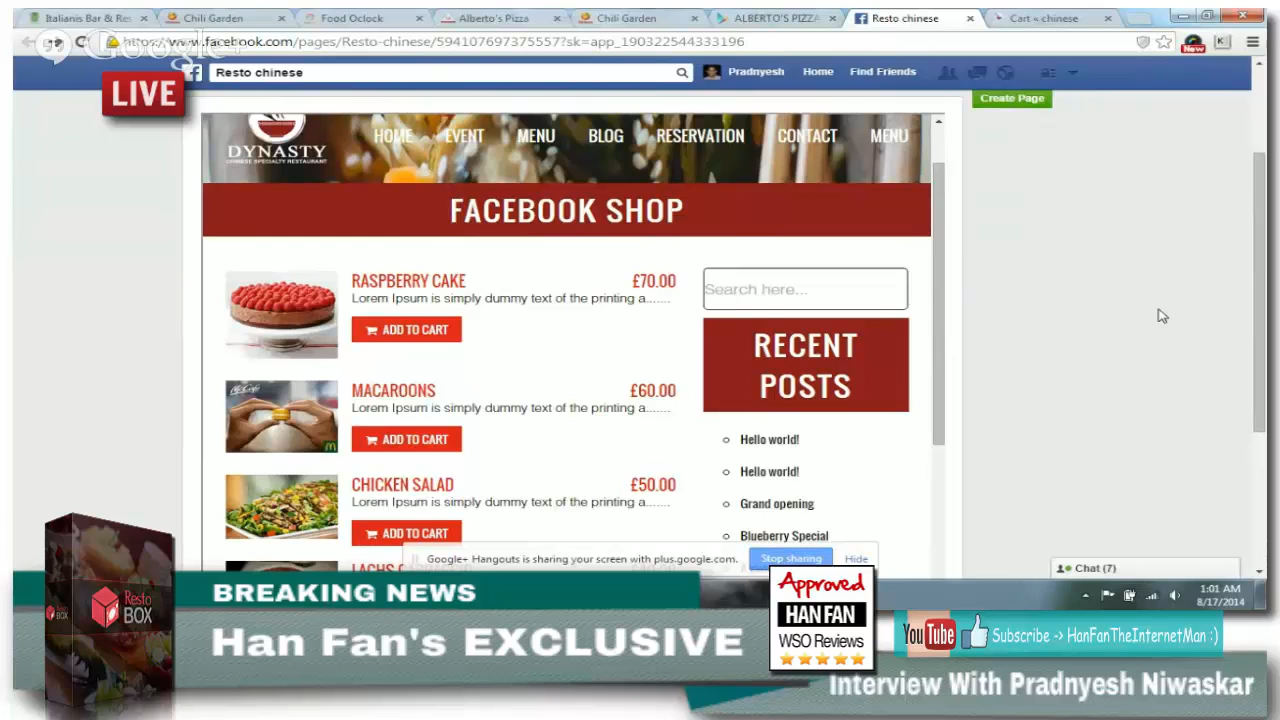 Italianis Bar & Res
Chili Garden
Food Oclock
Alberto's Pizza
Chili Garden
ALBERTO'S PIZZA
Resto chinese
Cart « chinese
https://www.facebook.com/pages/Resto-chinese/594107697375557?sk=app_190322544333196
Google+
New
LIVE
Resto chinese
Pradnyesh
Home
Find Friends
Create Page
DYNASTY
CHINESE SPECIALTY RESTAURANT
HOME
EVENT
MENU
BLOG
RESERVATION
CONTACT
MENU
FACEBOOK SHOP
RASPBERRY CAKE £70.00
Lorem Ipsum is simply dummy text of the printing a.......
ADD TO CART
MACAROONS £60.00
Lorem Ipsum is simply dummy text of the printing a.......
ADD TO CART
CHICKEN SALAD £50.00
Lorem Ipsum is simply dummy text of the printing a.......
ADD TO CART
Search here...
RECENT
POSTS
Hello world!
Hello world!
Grand opening
Blueberry Special
Google+ Hangouts is sharing your screen with plus.google.com.
Stop sharing
Hide
Chat (7)
1:01 AM
8/17/2014
Resto
BOX
BREAKING NEWS
Han Fan's EXCLUSIVE
Approved
HAN FAN
WSO Reviews
YouTube
Subscribe -> HanFanTheInternetMan :)
Interview With Pradnyesh Niwaskar